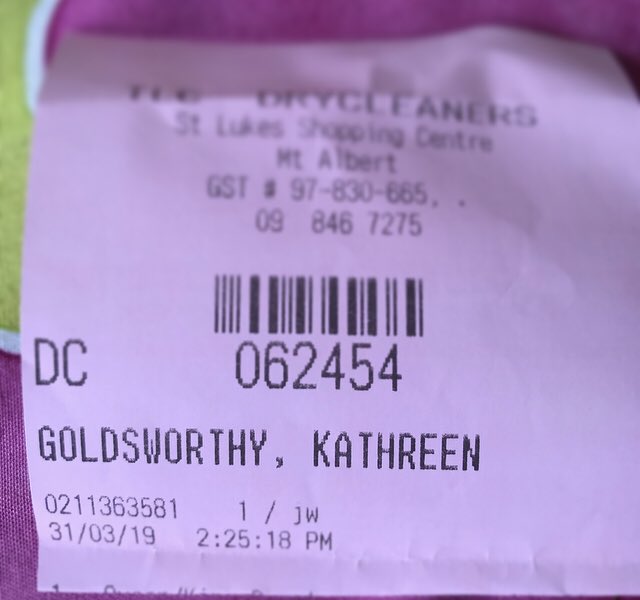 TLC DRYCLEANERS
St Lukes Shopping Centre
Mt Albert
GST # 97-830-665, .
09 846 7275
DC 062454
GOLDSWORTHY, KATHREEN
0211363581 1 / jw
31/03/19 2:25:18 PM